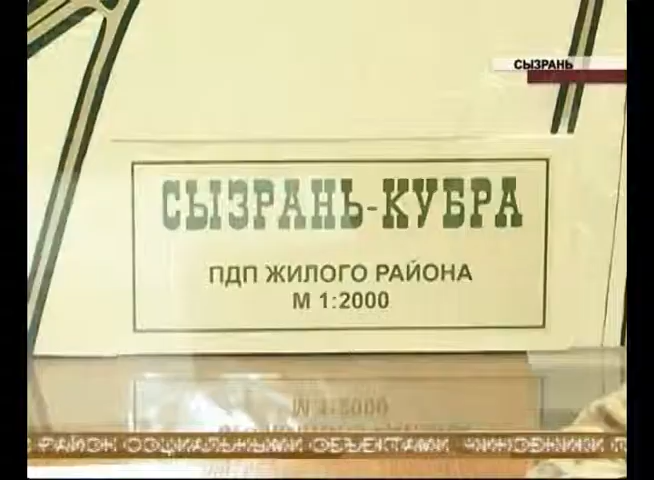 СЫЗРАНЬ
СЫЗРАНЬ-КУБРА
ПДП ЖИЛОГО РАЙОНА
М 1:2000
РАЙОН СОЦИАЛЬНЫМИ ОБЪЕКТАМИ ЧИНОВНИКИ